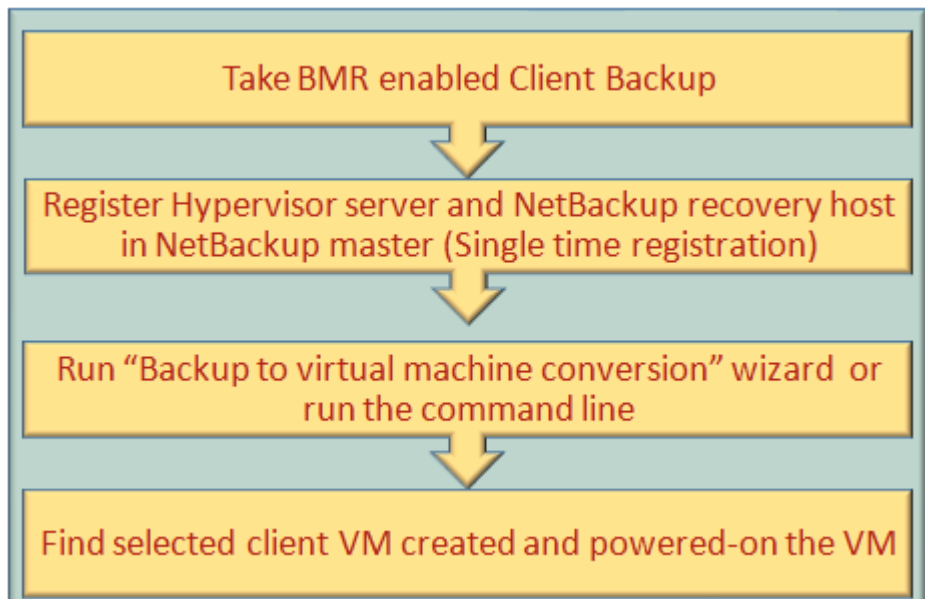 Take BMR enabled Client Backup
Register Hypervisor server and NetBackup recovery host
in NetBackup master (Single time registration)
Run “Backup to virtual machine conversion” wizard or
run the command line
Find selected client VM created and powered-on the VM